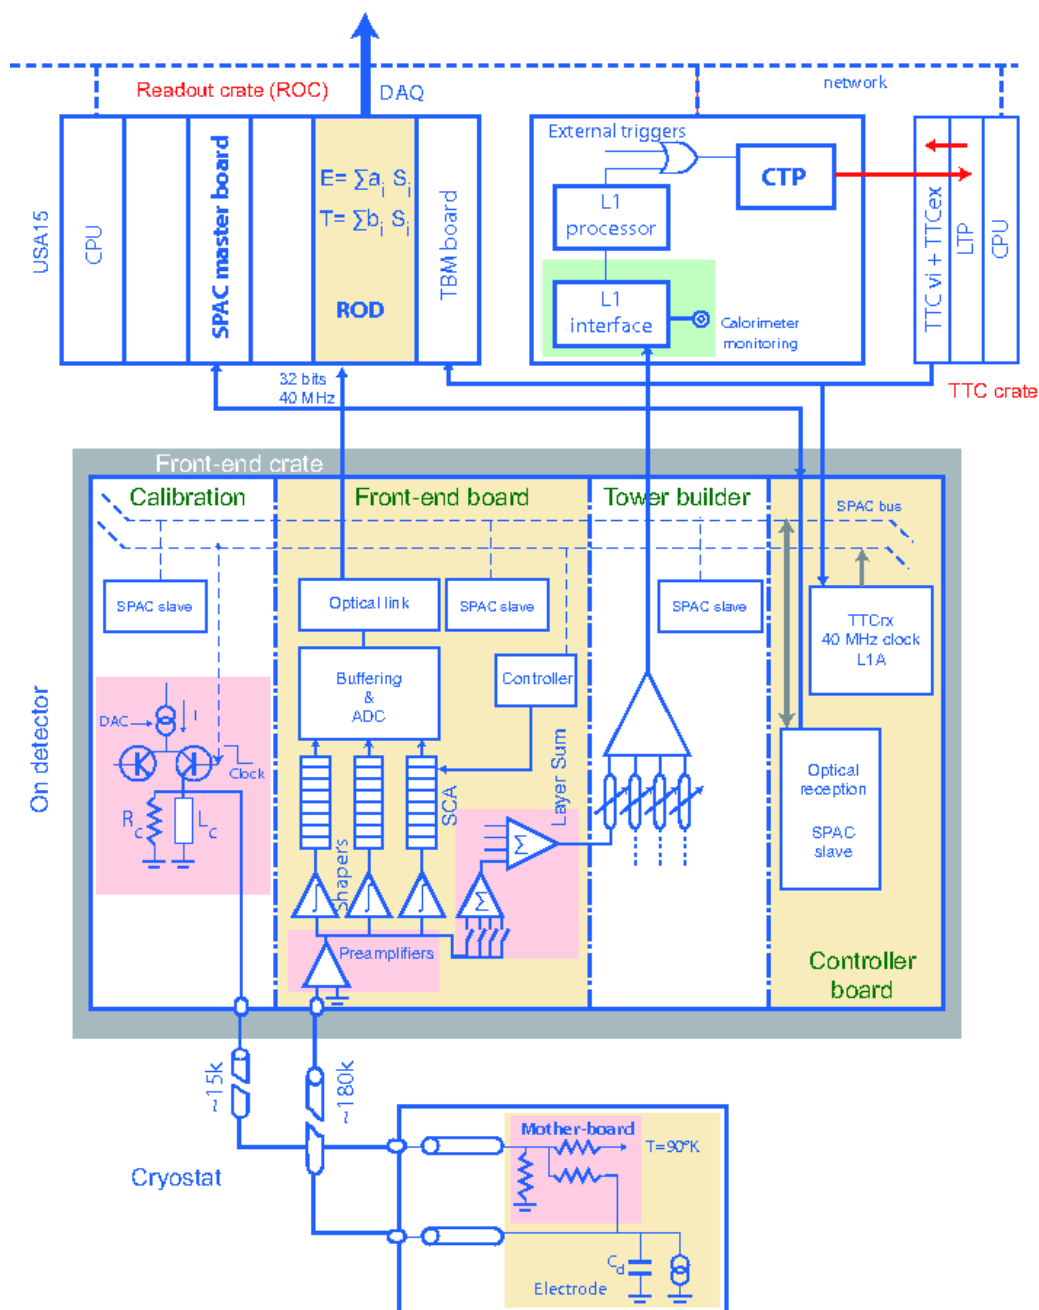 network
Readout crate (ROC)
DAQ
External triggers
USA15
CPU
SPAC master board
E= ∑a_i S_i
T= ∑b_i S_i
ROD
TBM board
CTP
L1
processor
L1
interface
Calorimeter
monitoring
TTC vi + TTCex
LTP
CPU
TTC crate
32 bits
40 MHz
Front-end crate
Calibration
Front-end board
Tower builder
SPAC bus
SPAC slave
Optical link
SPAC slave
SPAC slave
TTCrx
40 MHz clock
L1A
On detector
Buffering
&
ADC
Controller
DAC
I
Clock
R_c
L_c
SCA
Layer Sum
Shapers
∫
∫
∫
∑
∑
Optical
reception
SPAC
slave
Preamplifiers
Controller
board
~15k
~180k
Cryostat
Mother-board
T=90°K
C_d
Electrode